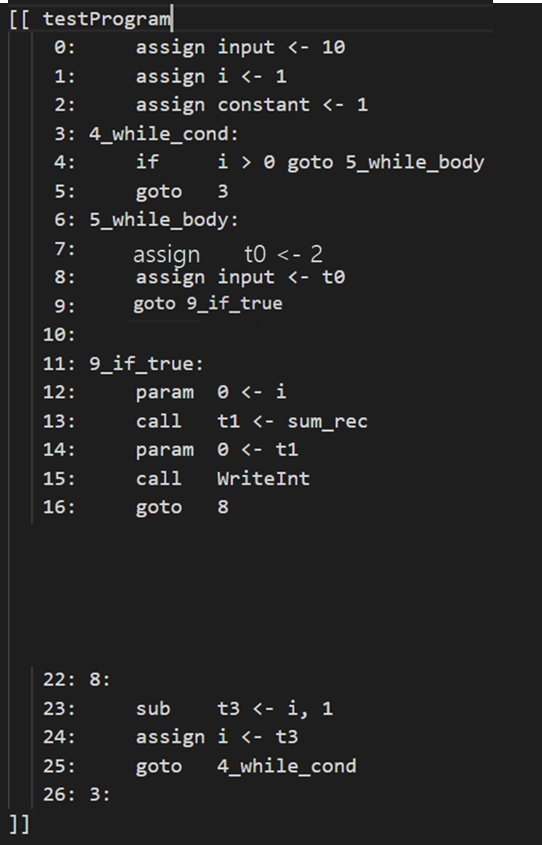 [[ testProgram
0: assign input <- 10
1: assign i <- 1
2: assign constant <- 1
3: 4_while_cond:
4: if i > 0 goto 5_while_body
5: goto 3
6: 5_while_body:
7: assign t0 <- 2
8: assign input <- t0
9: goto 9_if_true
10:
11: 9_if_true:
12: param 0 <- i
13: call t1 <- sum_rec
14: param 0 <- t1
15: call WriteInt
16: goto 8
22: 8:
23: sub t3 <- i, 1
24: assign i <- t3
25: goto 4_while_cond
26: 3:
]]